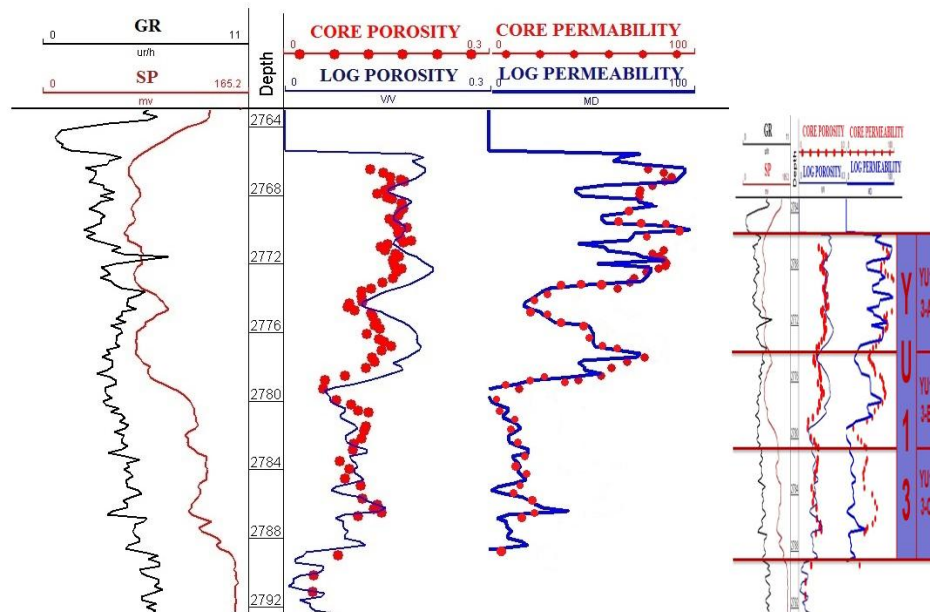 GR
0 11
ur/h
SP
0 165.2
mv
Depth
CORE POROSITY
0 0.3
LOG POROSITY
0 0.3
V/V
CORE PERMABILITY
0 100
LOG PERMEABILITY
0 100
MD
2764
2768
2772
2776
2780
2784
2788
2792
GR
SP
Depth
CORE POROSITY
CORE PERMEABILITY
LOG POROSITY
LOG PERMEABILITY
Y
U
1
3